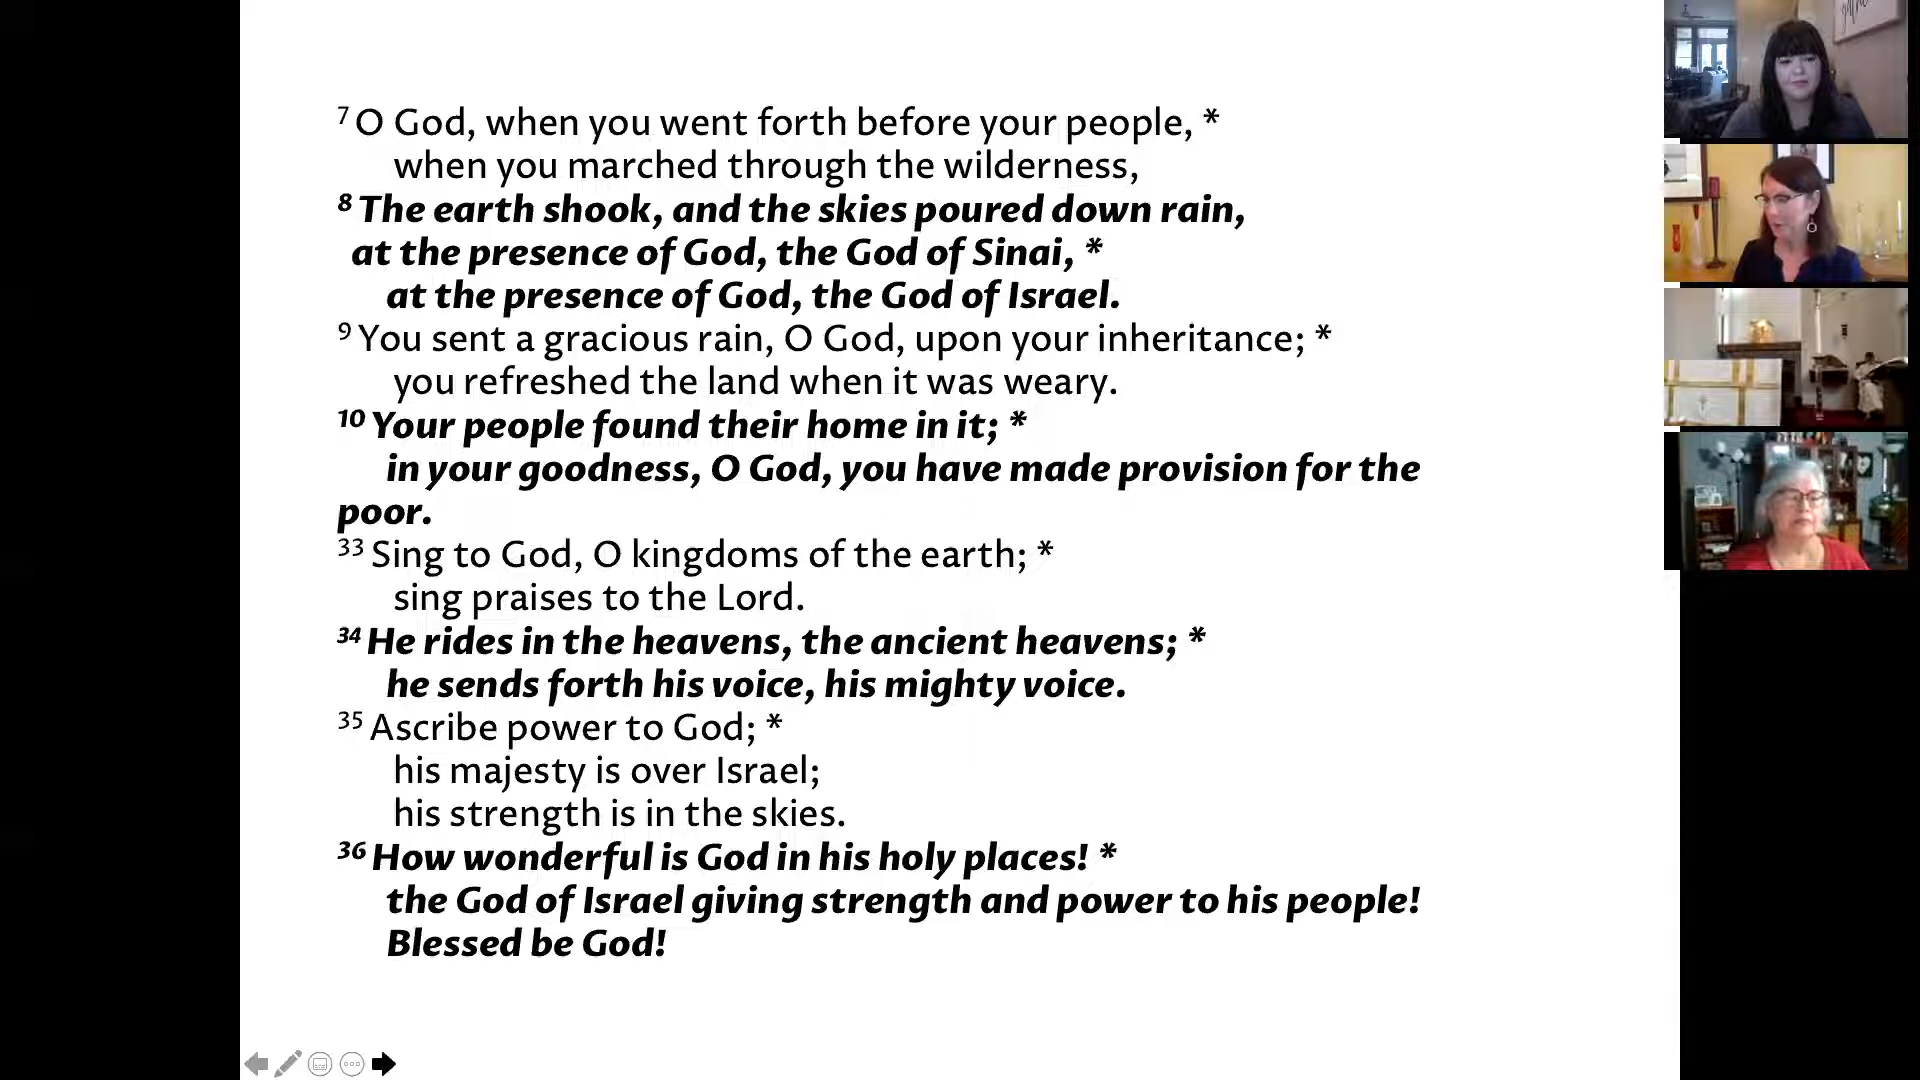 7 O God, when you went forth before your people, *
when you marched through the wilderness,
8 The earth shook, and the skies poured down rain,
at the presence of God, the God of Sinai, *
at the presence of God, the God of Israel.
9 You sent a gracious rain, O God, upon your inheritance; *
you refreshed the land when it was weary.
10 Your people found their home in it; *
in your goodness, O God, you have made provision for the
poor.
33 Sing to God, O kingdoms of the earth; *
sing praises to the Lord.
34 He rides in the heavens, the ancient heavens; *
he sends forth his voice, his mighty voice.
35 Ascribe power to God; *
his majesty is over Israel;
his strength is in the skies.
36 How wonderful is God in his holy places! *
the God of Israel giving strength and power to his people!
Blessed be God!